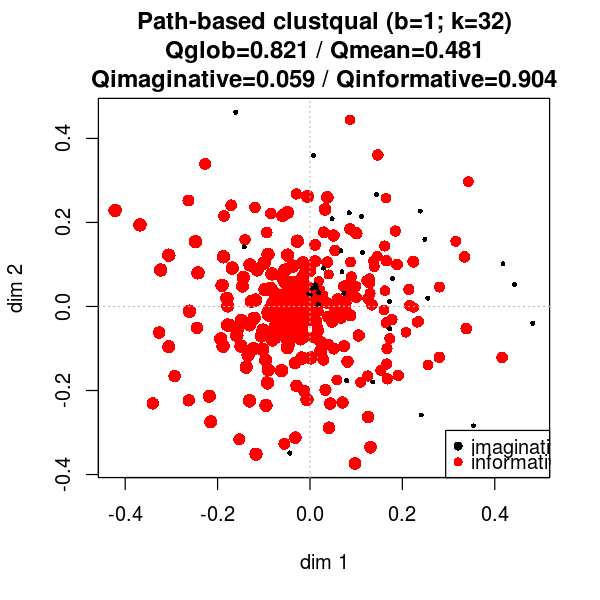 Path-based clustqual (b=1; k=32)
Qglob=0.821 / Qmean=0.481
Qimaginative=0.059 / Qinformative=0.904
0.4
0.2
0.0
-0.2
-0.4
dim 2
imaginati
informati
-0.4
-0.2
0.0
0.2
0.4
dim 1